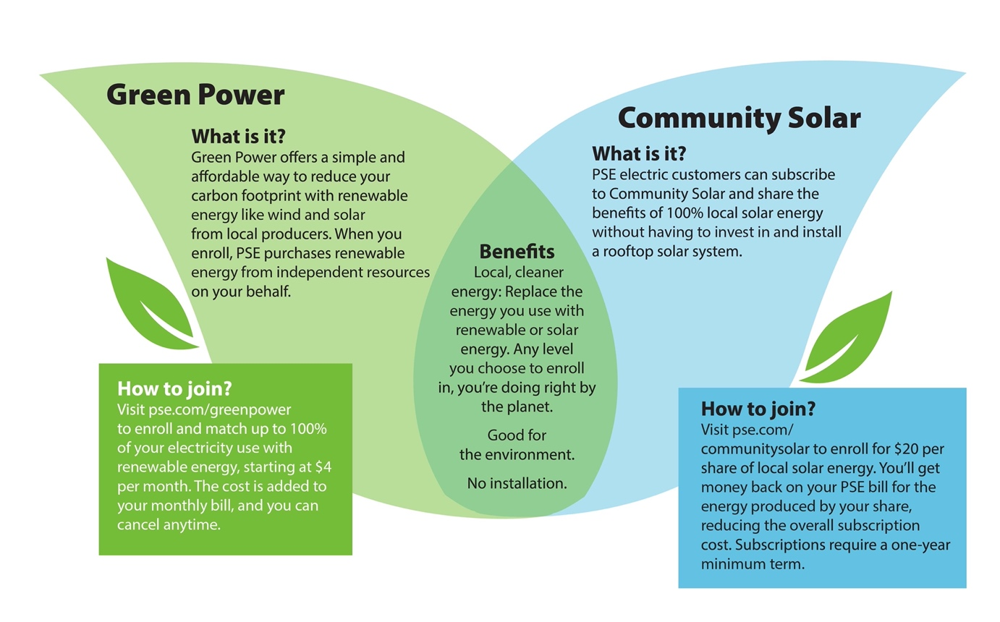 Green Power
What is it?
Green Power offers a simple and
affordable way to reduce your
carbon footprint with renewable
energy like wind and solar
from local producers. When you
enroll, PSE purchases renewable
energy from independent resources
on your behalf.
How to join?
Visit pse.com/greenpower
to enroll and match up to 100%
of your electricity use with
renewable energy, starting at $4
per month. The cost is added to
your monthly bill, and you can
cancel anytime.
Benefits
Local, cleaner
energy: Replace the
energy you use with
renewable or solar
energy. Any level
you choose to enroll
in, you’re doing right by
the planet.
Good for
the environment.
No installation.
Community Solar
What is it?
PSE electric customers can subscribe
to Community Solar and share the
benefits of 100% local solar energy
without having to invest in and install
a rooftop solar system.
How to join?
Visit pse.com/
communitysolar to enroll for $20 per
share of local solar energy. You’ll get
money back on your PSE bill for the
energy produced by your share,
reducing the overall subscription
cost. Subscriptions require a one-year
minimum term.